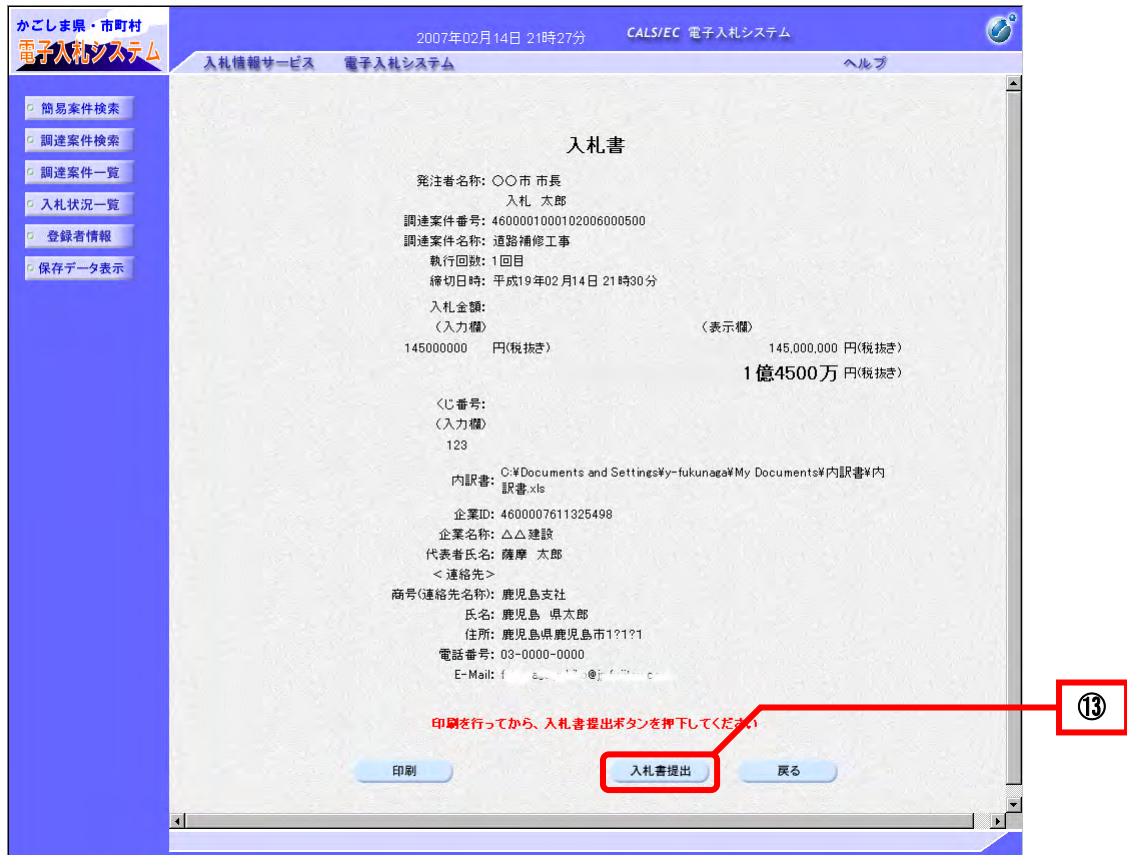 かごしま県・市町村
電子入札システム
2007年02月14日 21時27分 CALS/EC 電子入札システム
入札情報サービス 電子入札システム ヘルプ
簡易案件検索
調達案件検索
調達案件一覧
入札状況一覧
登録者情報
保存データ表示
入札書
発注者名称: 〇〇市 市長
入札 太郎
調達案件番号: 4600001000102006000500
調達案件名称: 道路補修工事
執行回数: 1回目
締切日時: 平成19年02月14日 21時30分
入札金額:
(入力欄) (表示欄)
145000000 円(税抜き) 145,000,000 円(税抜き)
1億4500万 円(税抜き)
くじ番号:
(入力欄)
123
内訳書: C:¥Documents and Settings¥y-fukunaga¥My Documents¥内訳書¥内
訳書.xls
企業ID: 4600007611325498
企業名称: △△建設
代表者氏名: 薩摩 太郎
<連絡先>
商号(連絡先名称): 鹿児島支社
氏名: 鹿児島 県太郎
住所: 鹿児島県鹿児島市1?1?1
電話番号: 03-0000-0000
E-Mail:
印刷を行ってから、入札書提出ボタンを押下してください
印刷 入札書提出 戻る
⑬